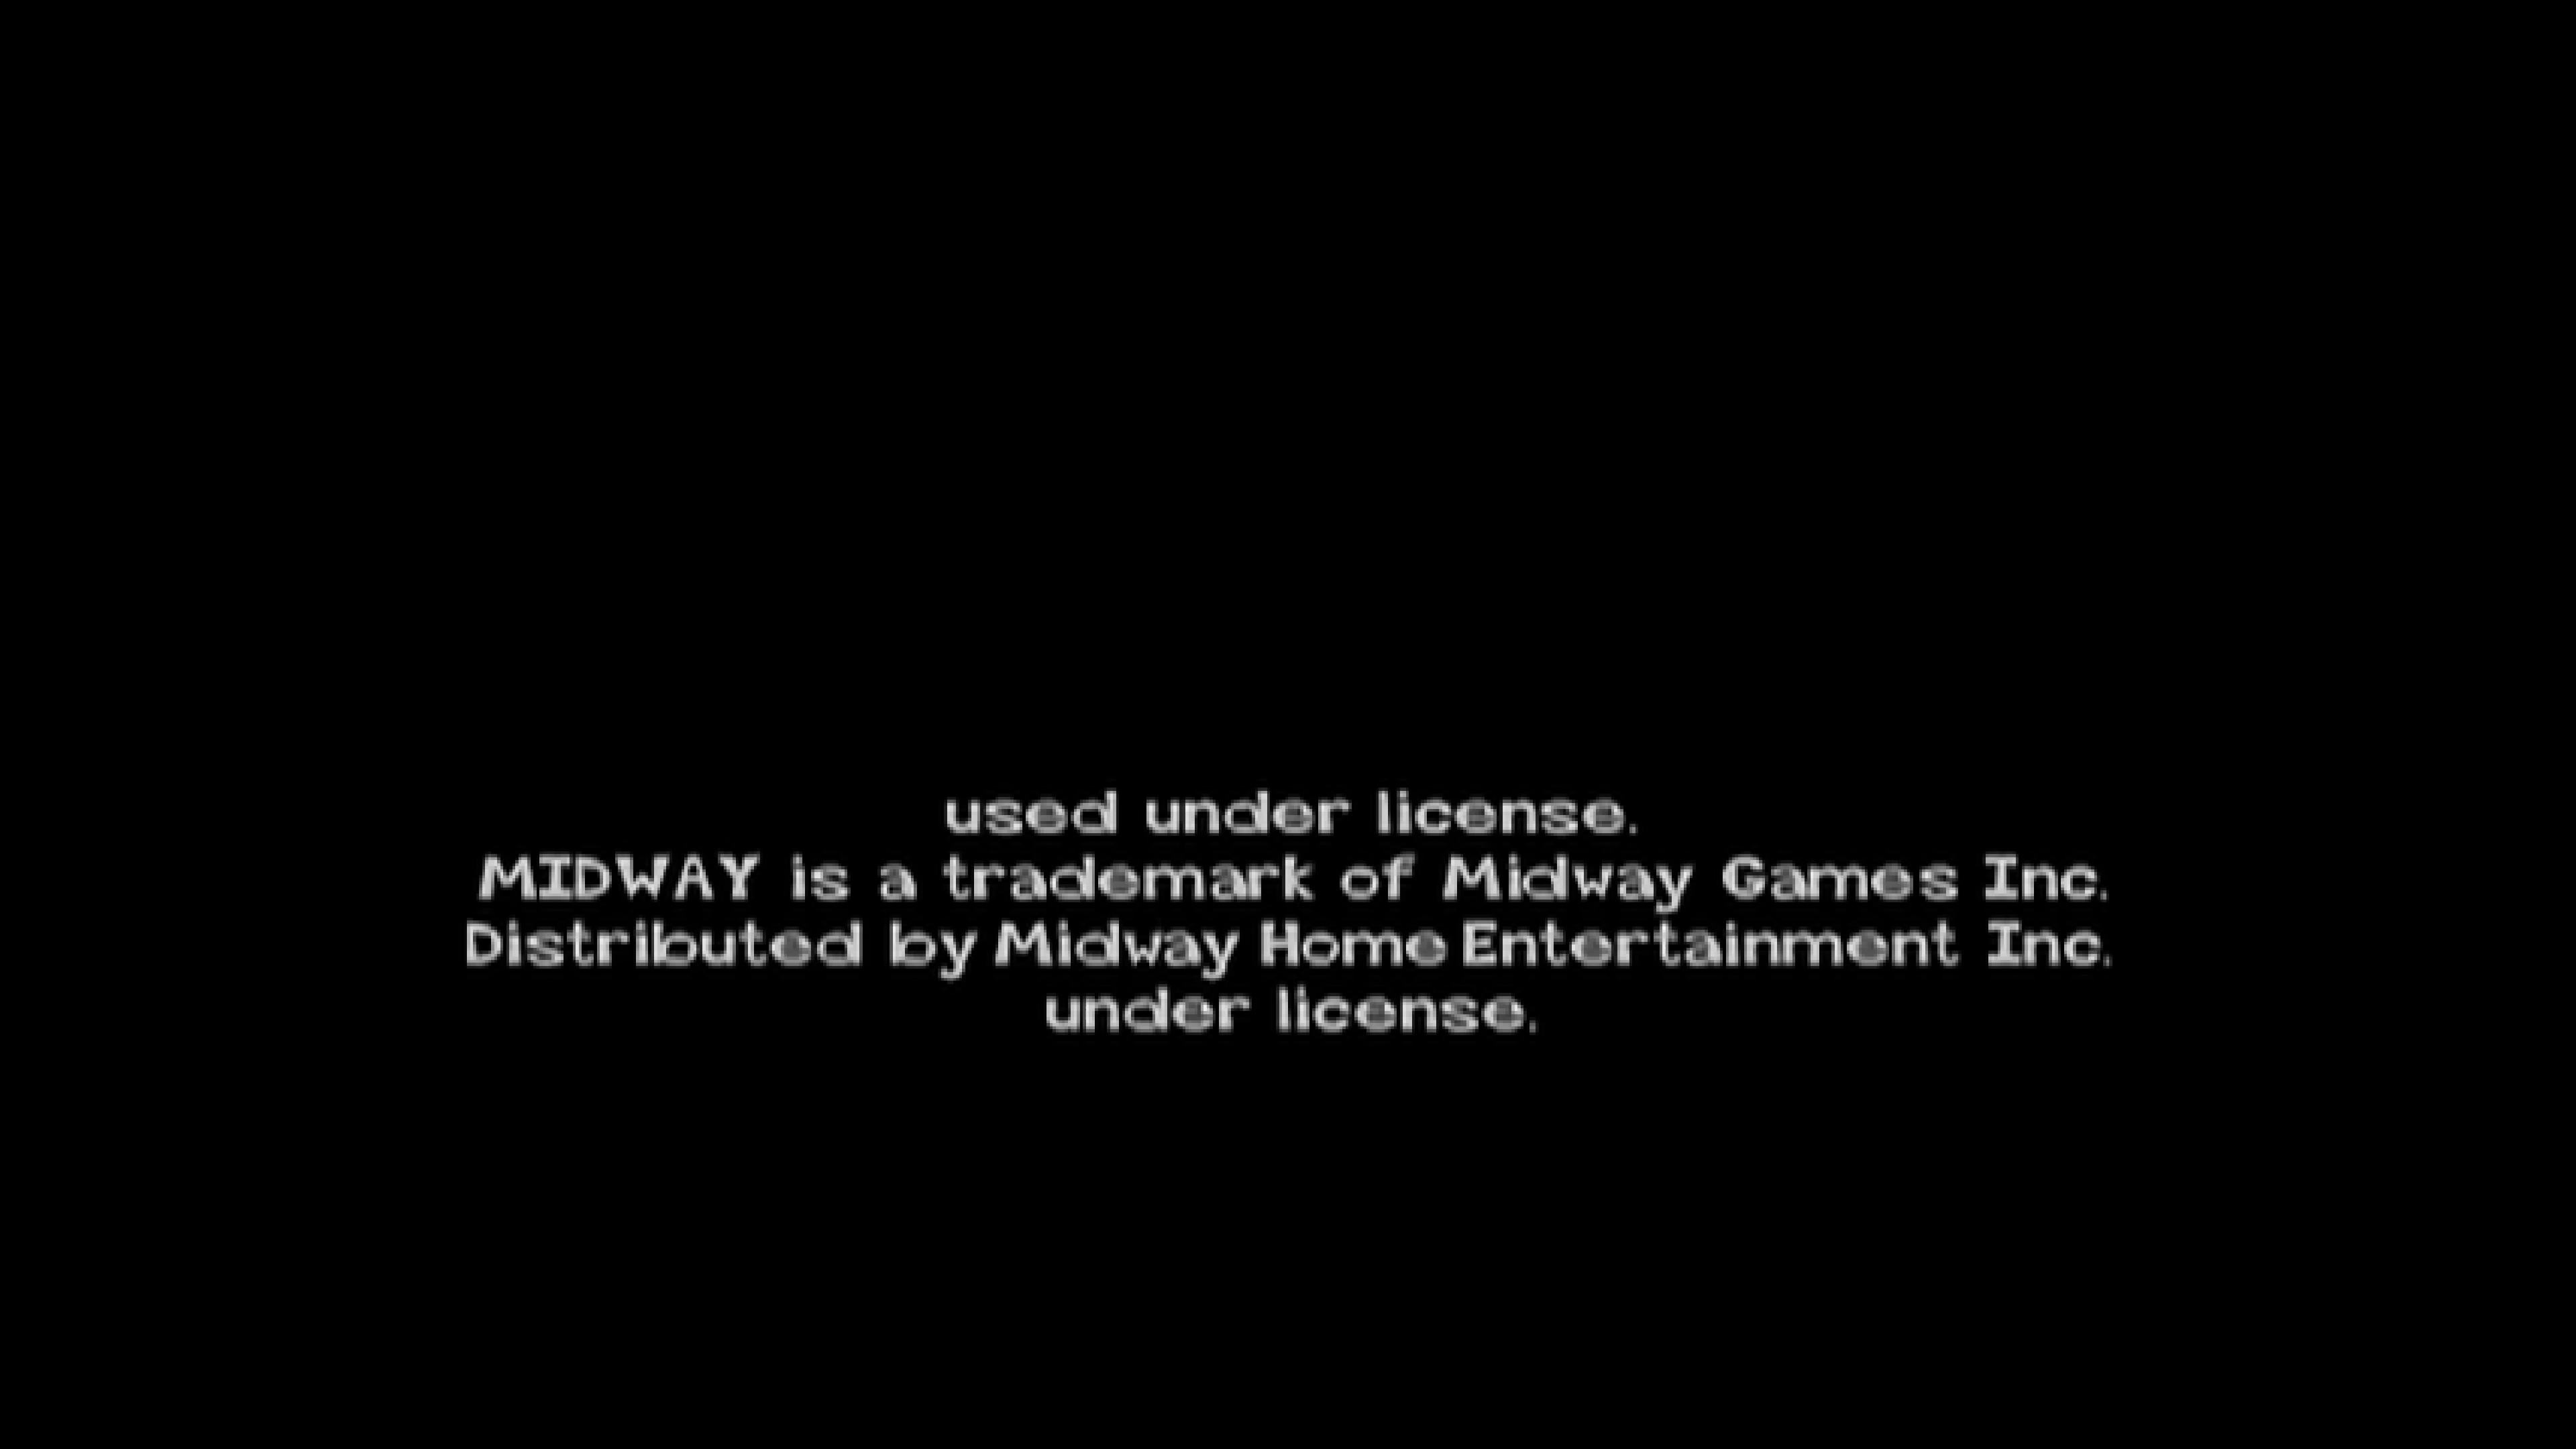 used under license.
MIDWAY is a trademark of Midway Games Inc.
Distributed by Midway Home Entertainment Inc.
under license.